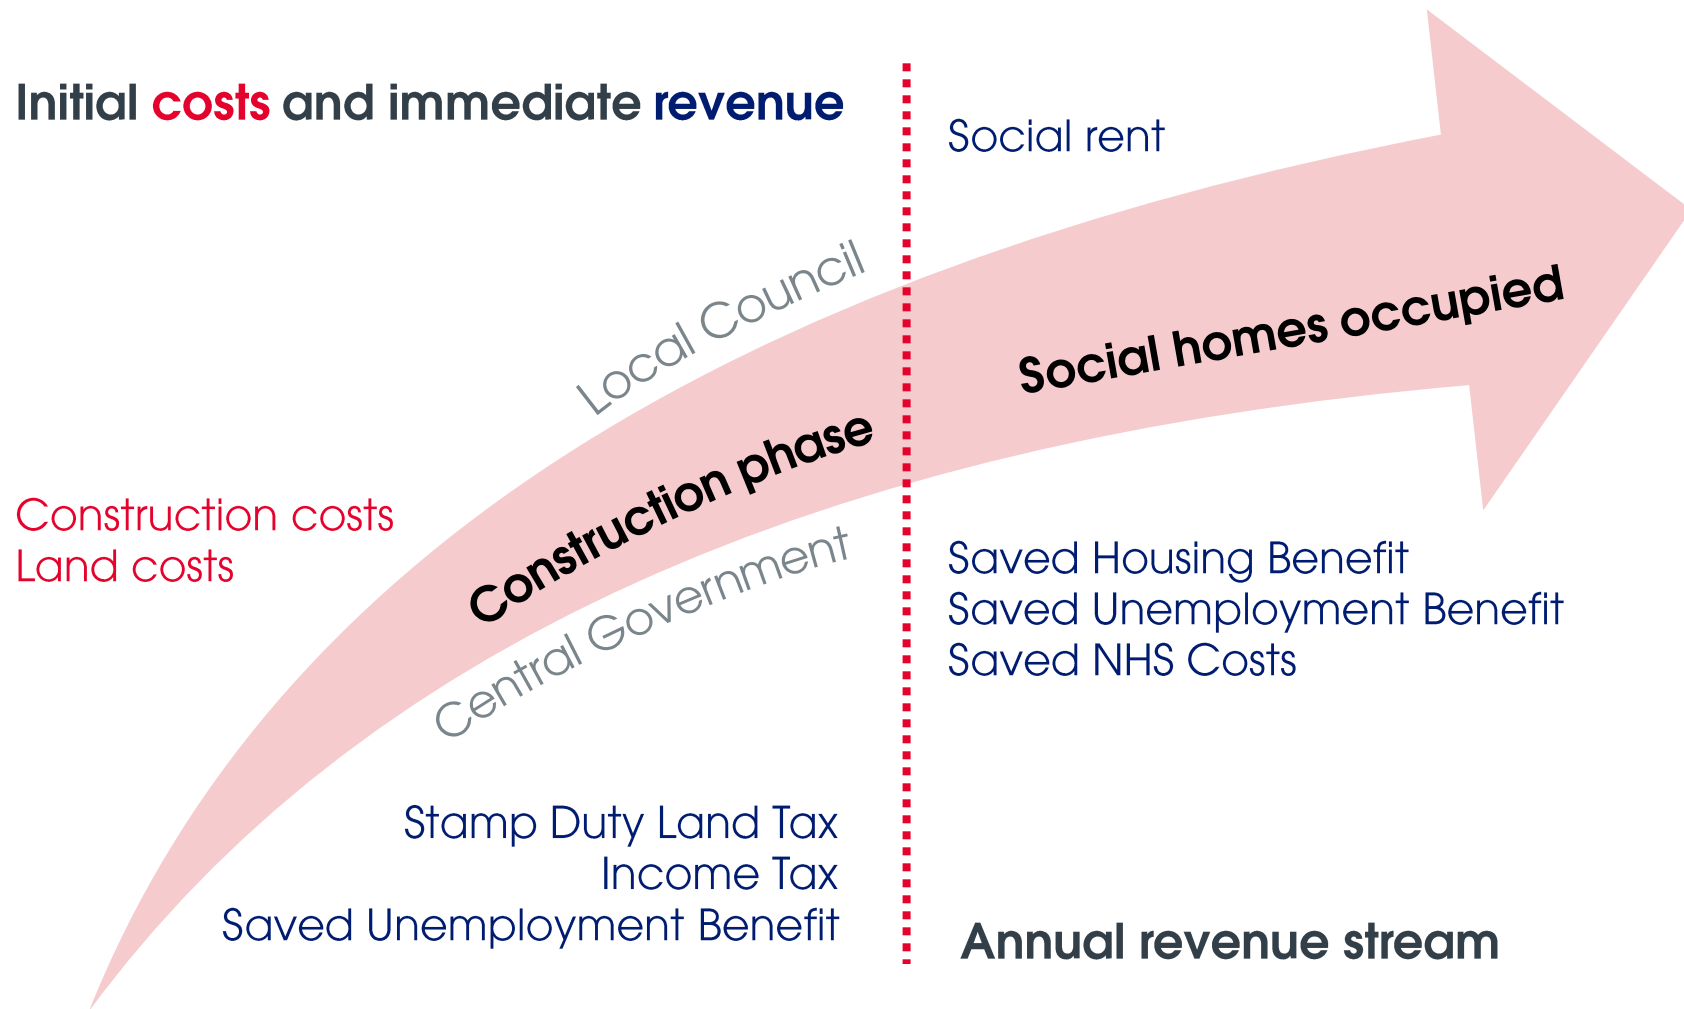 Initial costs and immediate revenue
Local Council
Construction phase
Central Government
Construction costs
Land costs
Stamp Duty Land Tax
Income Tax
Saved Unemployment Benefit
Social rent
Social homes occupied
Saved Housing Benefit
Saved Unemployment Benefit
Saved NHS Costs
Annual revenue stream